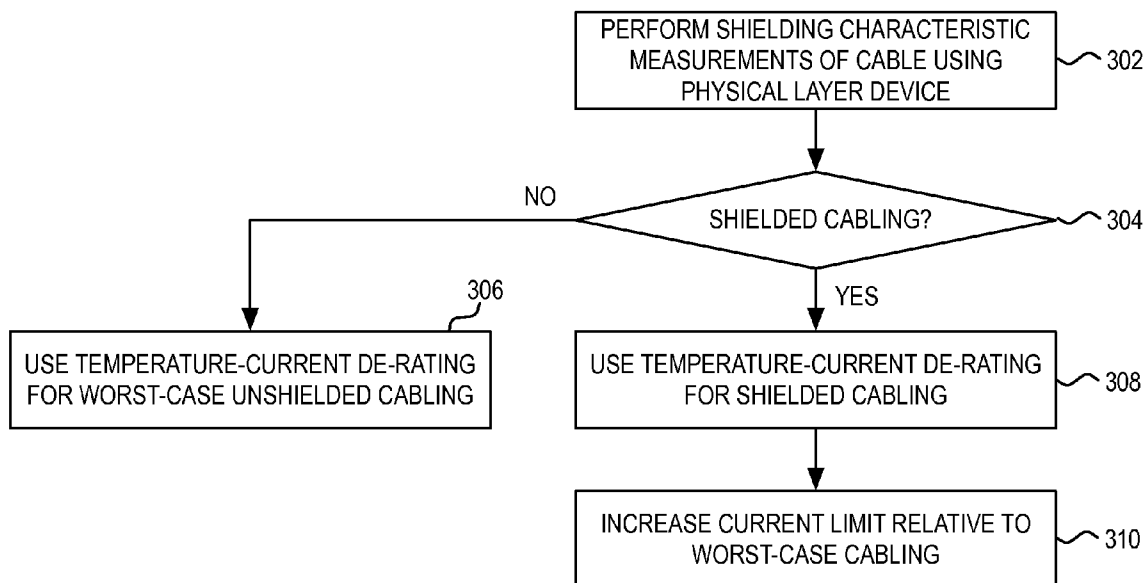 PERFORM SHIELDING CHARACTERISTIC
MEASUREMENTS OF CABLE USING
PHYSICAL LAYER DEVICE
302
NO
SHIELDED CABLING?
304
YES
306
USE TEMPERATURE-CURRENT DE-RATING
FOR WORST-CASE UNSHIELDED CABLING
USE TEMPERATURE-CURRENT DE-RATING
FOR SHIELDED CABLING
308
INCREASE CURRENT LIMIT RELATIVE TO
WORST-CASE CABLING
310